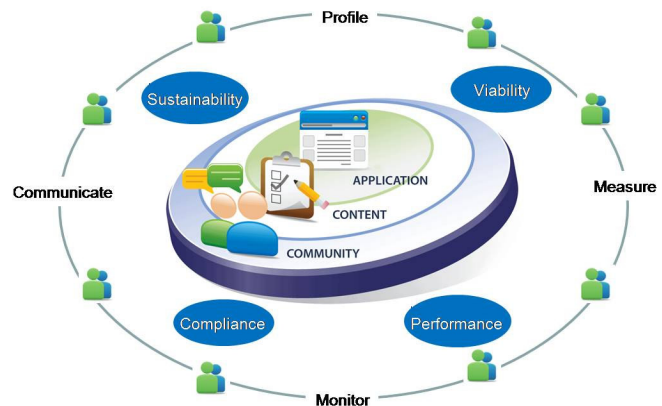 Profile
Sustainability
Viability
APPLICATION
Communicate
Measure
CONTENT
COMMUNITY
Compliance
Performance
Monitor